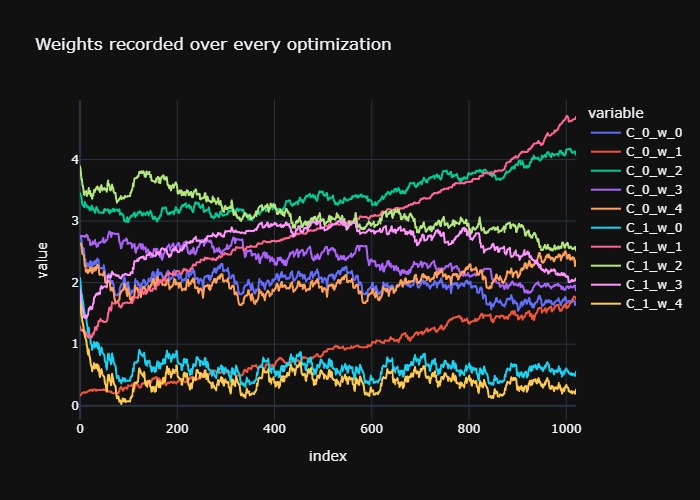 Weights recorded over every optimization
variable
C_0_w_0
C_0_w_1
C_0_w_2
C_0_w_3
C_0_w_4
C_1_w_0
C_1_w_1
C_1_w_2
C_1_w_3
C_1_w_4
value
4
3
2
1
0
0 200 400 600 800 1000
index